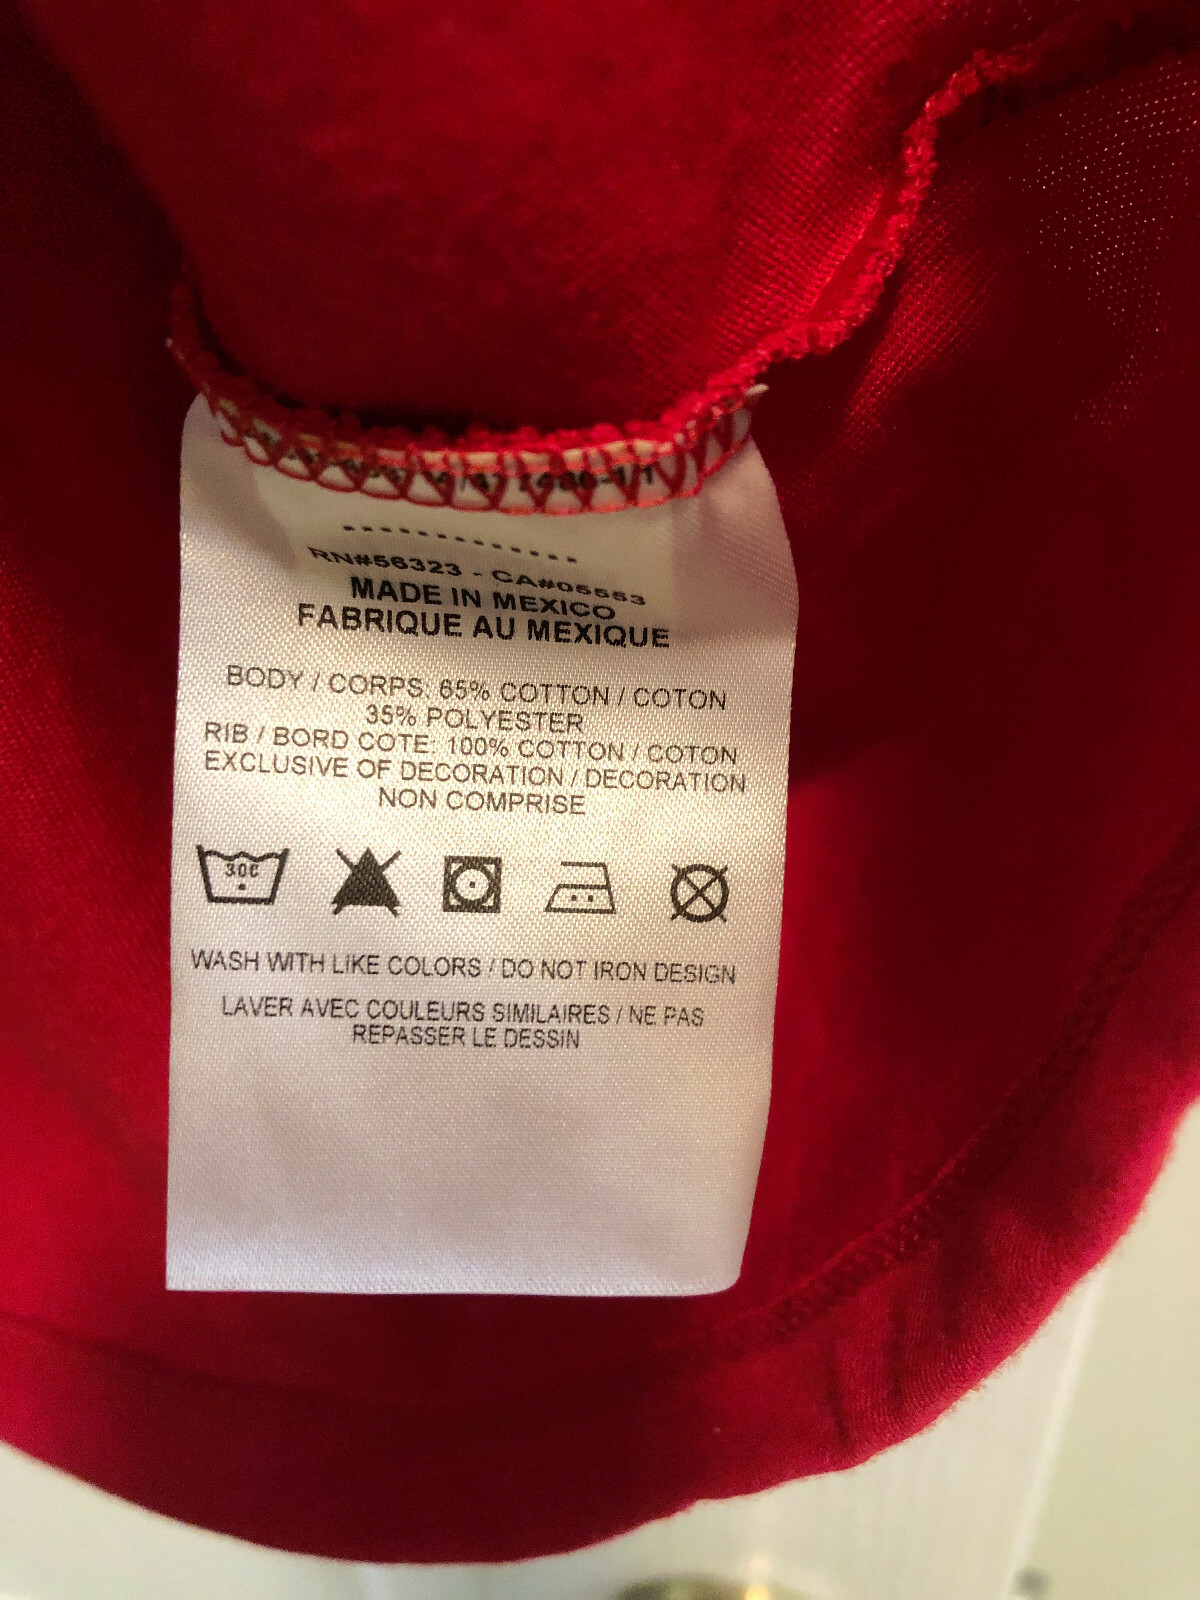 RN#56323 - CA#05553
MADE IN MEXICO
FABRIQUE AU MEXIQUE
BODY / CORPS: 65% COTTON / COTON
35% POLYESTER
RIB / BORD COTE: 100% COTTON / COTON
EXCLUSIVE OF DECORATION / DECORATION
NON COMPRISE
30C
WASH WITH LIKE COLORS / DO NOT IRON DESIGN
LAVER AVEC COULEURS SIMILAIRES / NE PAS
REPASSER LE DESSIN